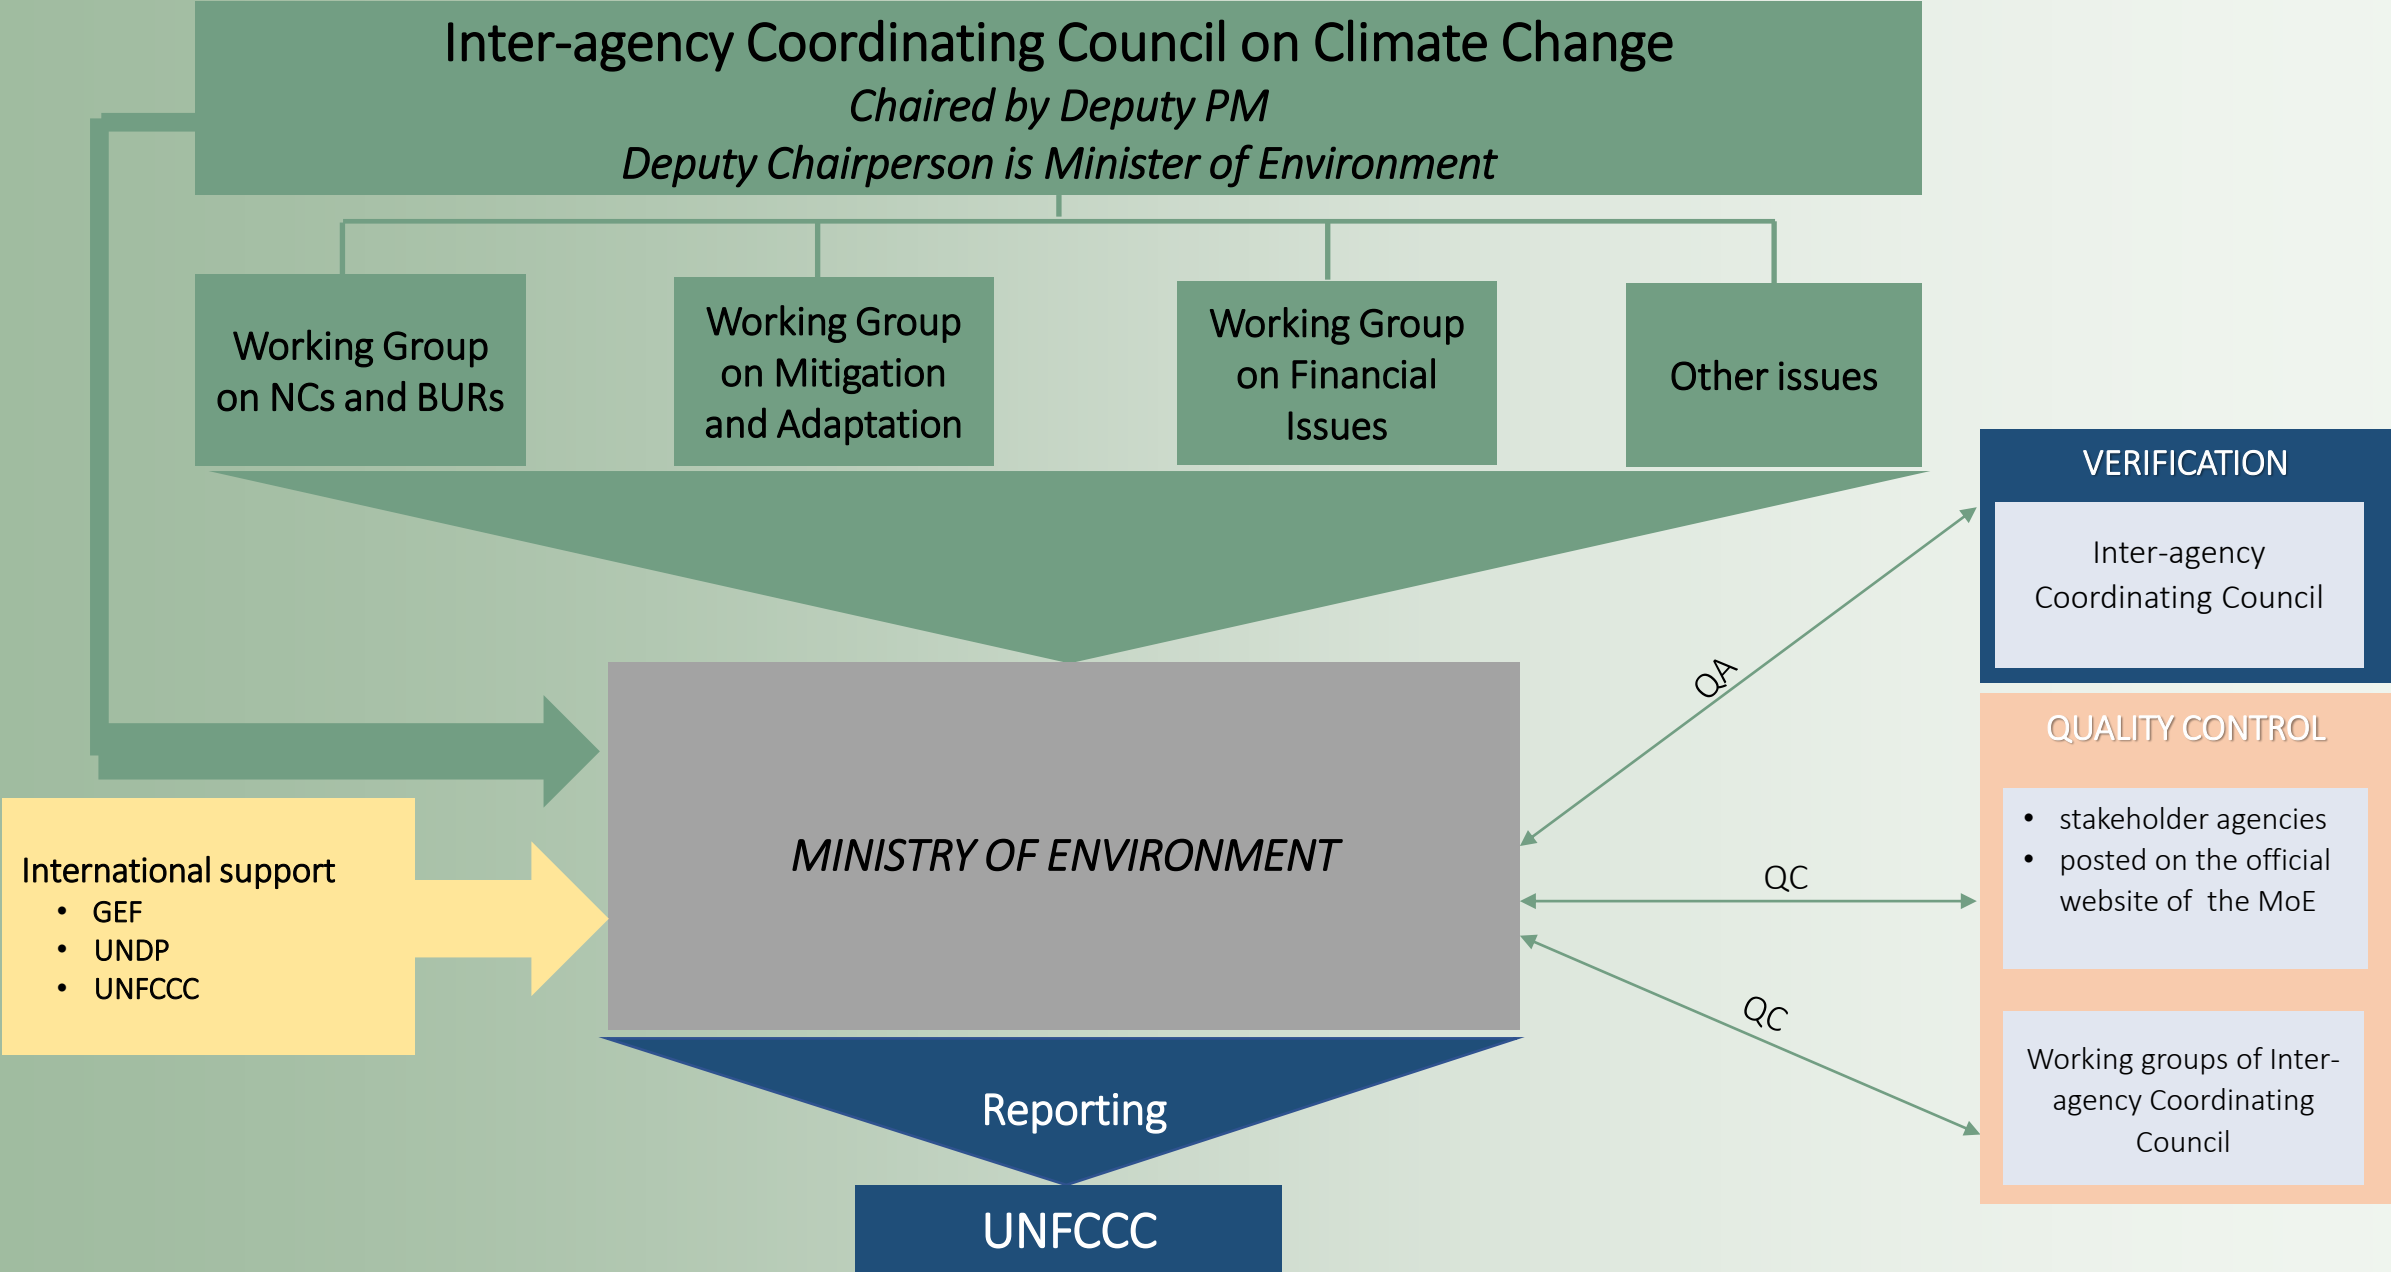 Inter-agency Coordinating Council on Climate Change
Chaired by Deputy PM
Deputy Chairperson is Minister of Environment
Working Group
on NCs and BURs
Working Group
on Mitigation
and Adaptation
Working Group
on Financial
Issues
Other issues
VERIFICATION
Inter-agency
Coordinating Council
QA
QUALITY CONTROL
• stakeholder agencies
• posted on the official
website of the MoE
QC
MINISTRY OF ENVIRONMENT
International support
• GEF
• UNDP
• UNFCCC
QC
Working groups of Inter-
agency Coordinating
Council
Reporting
UNFCCC